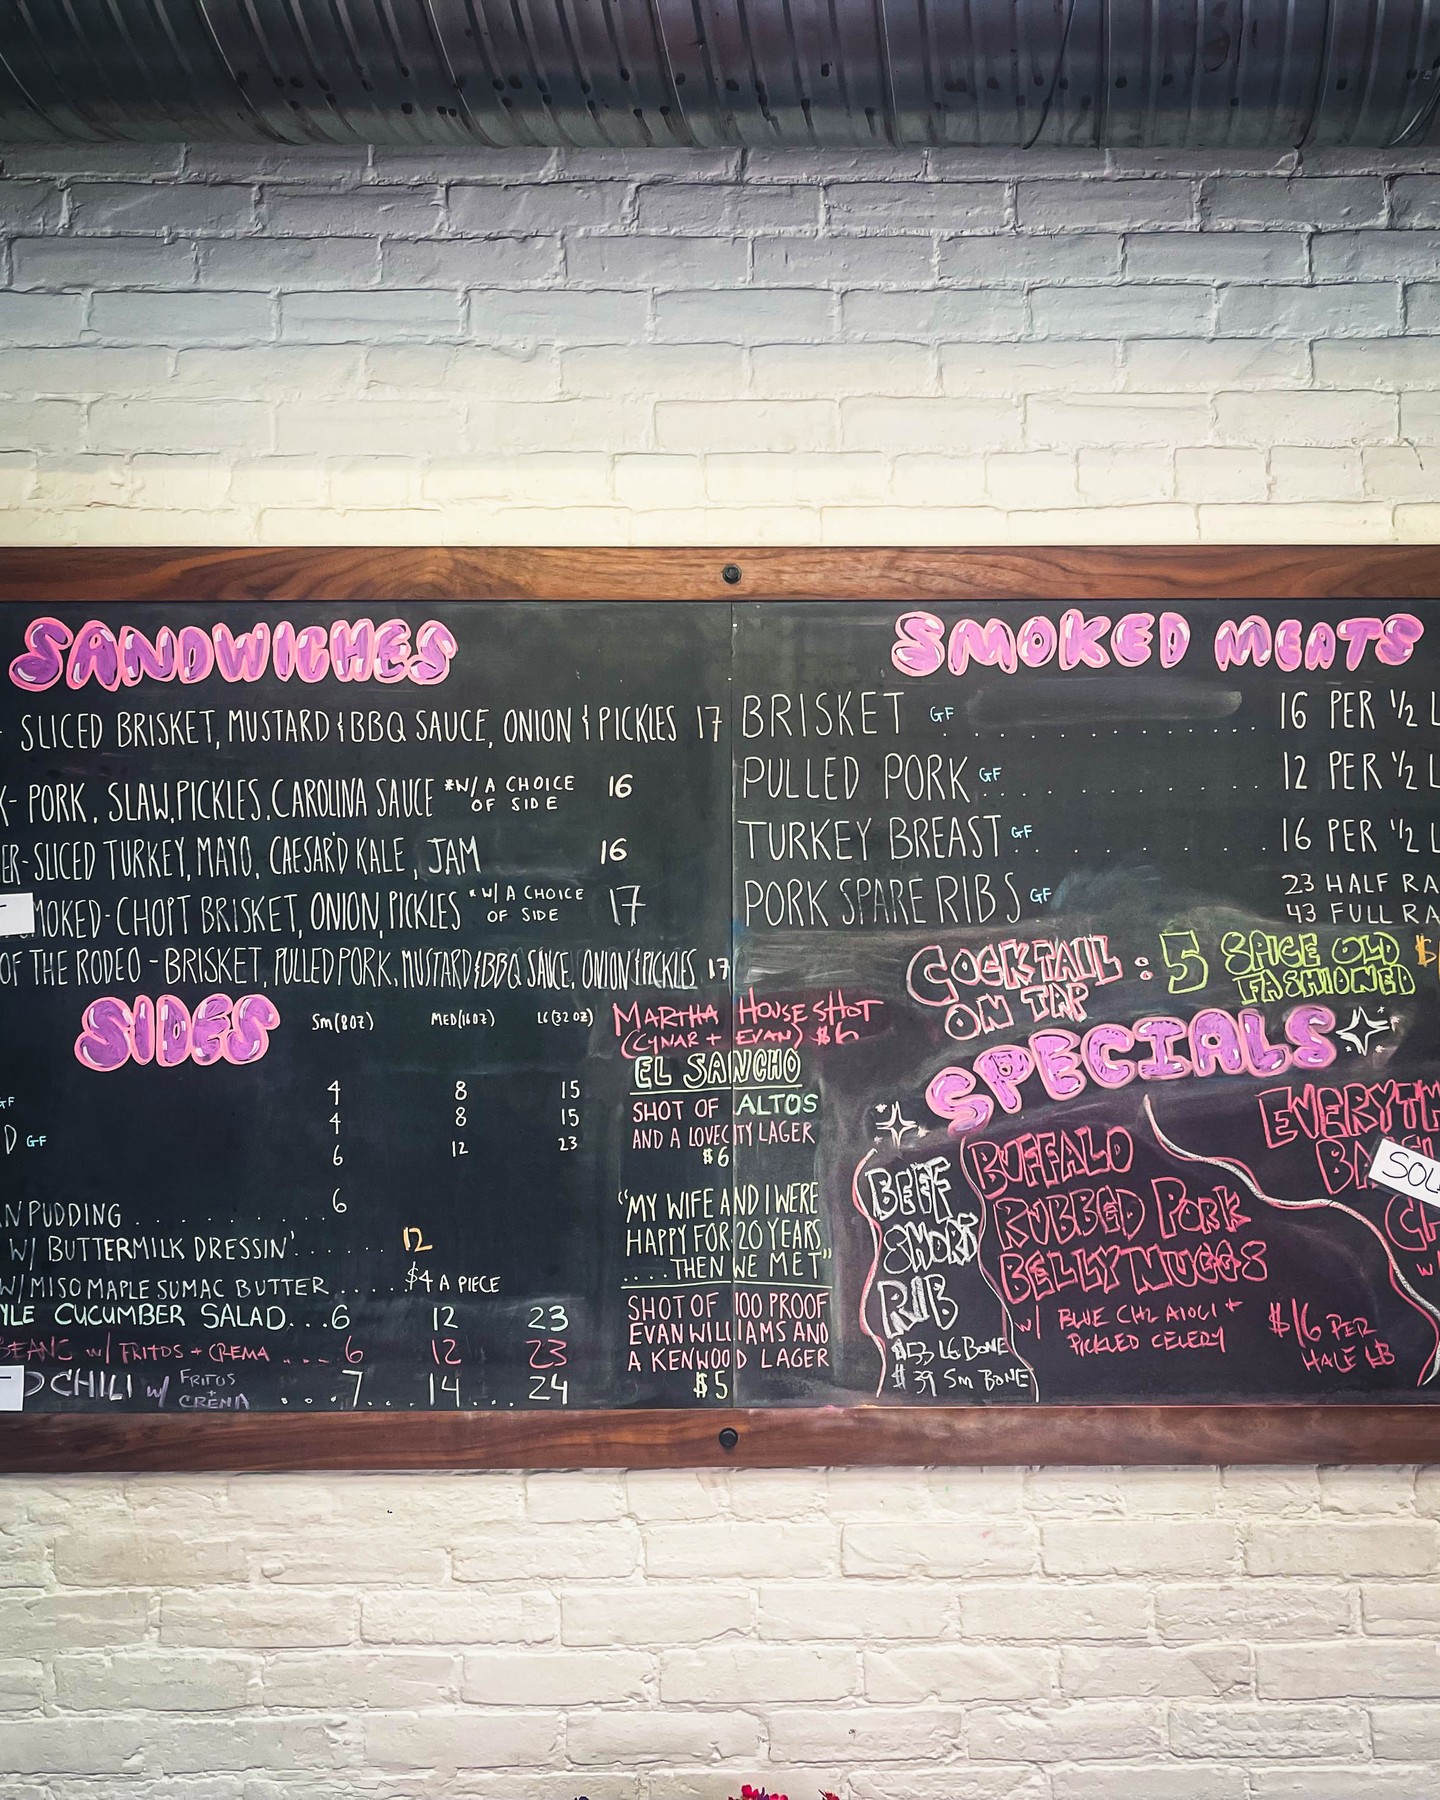 SANDWICHES
SLICED BRISKET, MUSTARD & BBQ SAUCE, ONION & PICKLES 17
K- PORK, SLAW, PICKLES, CAROLINA SAUCE *W/ A CHOICE OF SIDE 16
ER-SLICED TURKEY, MAYO, CAESAR'D KALE, JAM 16
MOKED-CHOPT BRISKET, ONION, PICKLES *W/ A CHOICE OF SIDE 17
OF THE RODEO - BRISKET, PULLED PORK, MUSTARD & BBQ SAUCE, ONION & PICKLES 17
SIDES SM(8OZ) MED(16OZ) LG(32OZ)
GF 4 8 15
D GF 4 8 15
6 12 23
6
N PUDDING . . . . . . . . .
W/ BUTTERMILK DRESSIN' . . . . . . 12
W/ MISO MAPLE SUMAC BUTTER . . . . . $4 A PIECE
YLE CUCUMBER SALAD...6 12 23
BEANS W/ FRITOS + CREMA .... 6 12 23
D CHILI W/ FRITOS + CREMA . . . 7 . . 14 . . . 24
MARTHA HOUSE SHOT
(CYNAR + EVAN) $6
EL SANCHO
SHOT OF ALTOS
AND A LOVECITY LAGER
$6
"MY WIFE AND I WERE
HAPPY FOR 20 YEARS
....THEN WE MET"
SHOT OF 100 PROOF
EVAN WILLIAMS AND
A KENWOOD LAGER
$5
SMOKED MEATS
BRISKET GF . . . . . . . . . . . . 16 PER 1/2 L
PULLED PORK GF . . . . . . . . . . 12 PER 1/2 L
TURKEY BREAST GF . . . . . . . . . 16 PER 1/2 L
PORK SPARE RIBS GF 23 HALF RA
43 FULL RA
COCKTAIL ON TAP : 5 SPICE OLD FASHIONED $
SPECIALS
BEEF
SHORT
RIB
$53 LG BONE
$39 SM BONE
BUFFALO
RUBBED PORK
BELLY NUGGS
W/ BLUE CHZ AIOLI +
PICKLED CELERY
$16 PER
HALF LB
EVERYTH
BA
SOL
C
W/